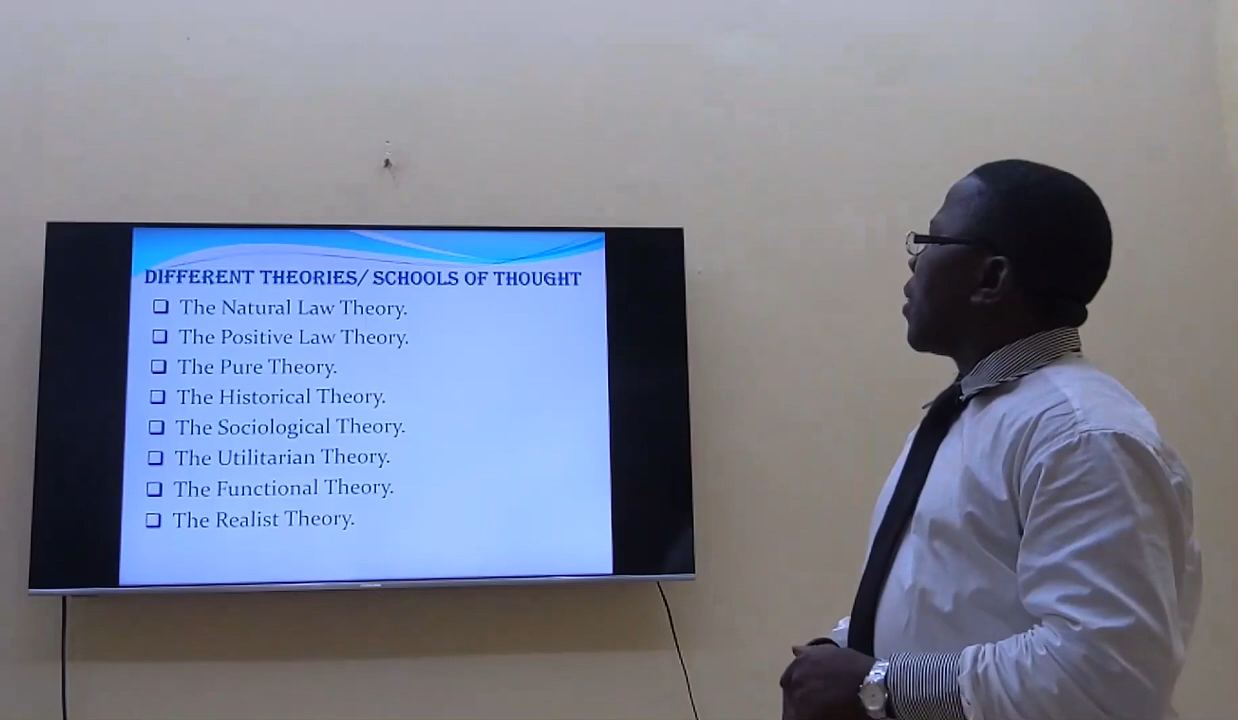 DIFFERENT THEORIES/ SCHOOLS OF THOUGHT
The Natural Law Theory.
The Positive Law Theory.
The Pure Theory.
The Historical Theory.
The Sociological Theory.
The Utilitarian Theory.
The Functional Theory.
The Realist Theory.